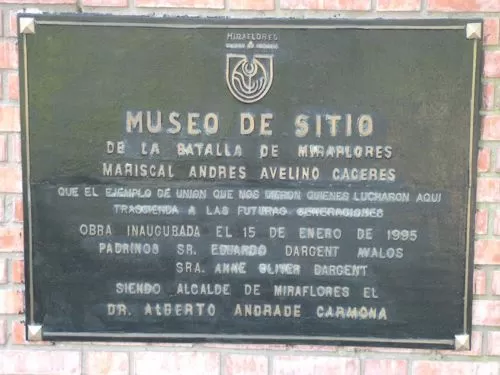 MIRAFLORES
MUSEO DE SITIO
DE LA BATALLA DE MIRAFLORES
MARISCAL ANDRES AVELINO CACERES
QUE EL EJEMPLO DE UNION QUE NOS DIERON QUIENES LUCHARON AQUI
TRASCIENDA A LAS FUTURAS GENERACIONES
OBRA INAUGURADA EL 15 DE ENERO DE 1995
PADRINOS SR. EDUARDO DARGENT AVALOS
SRA. ANNE OLIVER DARGENT
SIENDO ALCALDE DE MIRAFLORES EL
DR. ALBERTO ANDRADE CARMONA